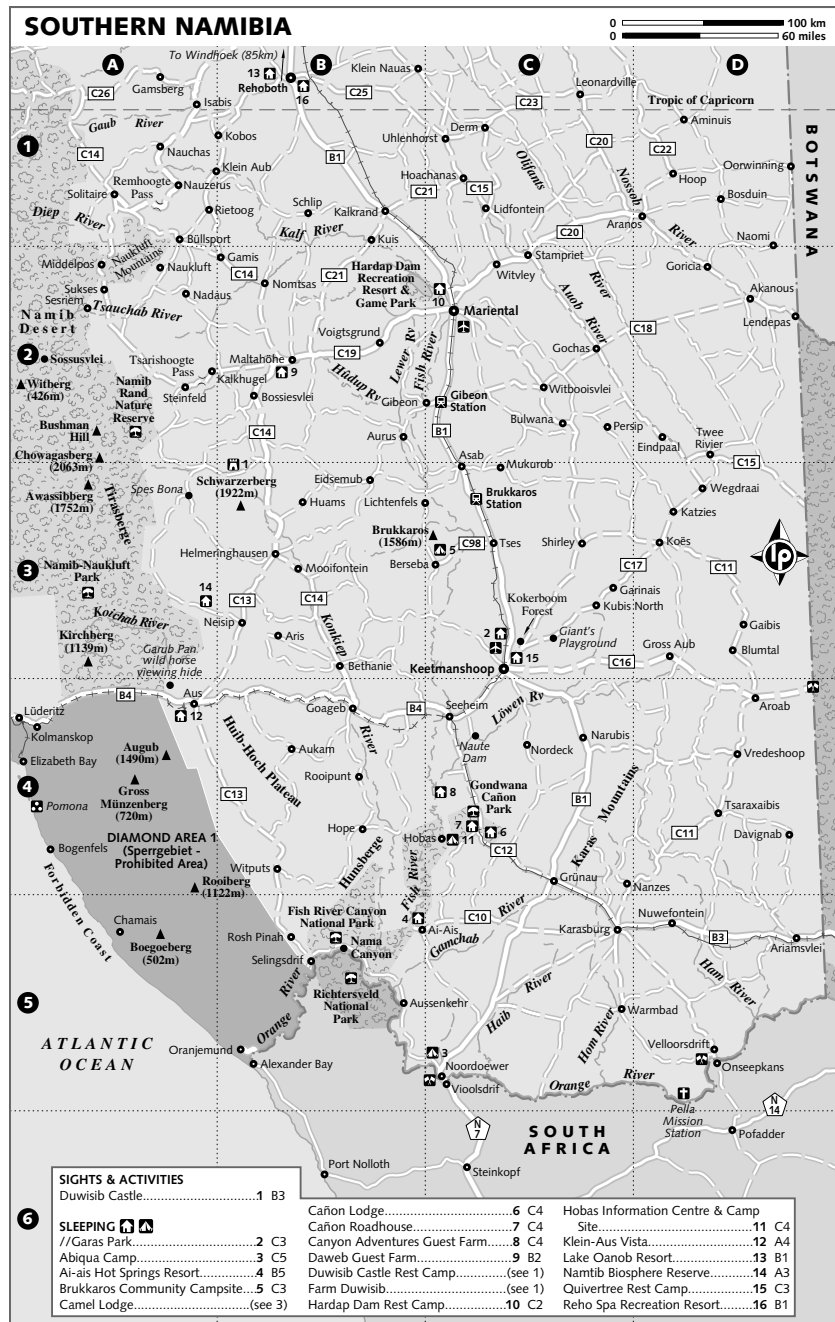 SOUTHERN NAMIBIA
0 100 km
0 60 miles
A
To Windhoek (85km)
B
C
D
13
Rehoboth
16
Klein Nauas
Gamsberg
C26
Isabis
C25
C23
Leonardville
Tropic of Capricorn
Gaub River
Kobos
Derm
Aminuis
Uhlenhorst
C20
C22
BOTSWANA
1
C14
Nauchas
Klein Aub
B1
Olifants
Oorwinning
Remhoogte
Pass
Nauzerus
Hoachanas
C15
Nossob
Hoop
Solitaire
Schlip
C21
Bosduin
Rietoog
Kalkrand
Lidfontein
Diep River
Kalf River
Aranos
River
Büllsport
Kuis
C20
Naomi
Middelpos
Naukluft
Mountains
Gamis
Hardap Dam
Recreation
Resort &
Game Park
Stampriet
Naukluft
C14
C21
Witvley
River
Goricia
Sukses
Nomtsas
10
Sesriem
Nadaus
Mariental
Auob River
Akanous
Tsauchab River
Lendepas
Namib
Desert
Voigtsgrund
C18
2
Sossusvlei
Tsarishoogte
Pass
Maltahöhe
C19
Lewer Rv
Fish River
Gochas
Witberg
(426m)
Namib
Rand
Nature
Reserve
Kalkhugel
9
Hudup Rv
Witbooisvlei
Steinfeld
Bossiesvlei
Gibeon
Gibeon
Station
Bushman
Hill
C14
B1
Bulwana
Persip
Twee
Rivier
Aurus
Eindpaal
Chowagasberg
(2063m)
1
Asab
Mukurob
C15
Schwarzerberg
(1922m)
Eidsemub
Wegdraai
Awassibberg
(1752m)
Spes Bona
Tirasberge
Huams
Lichtenfels
Brukkaros
Station
Katzies
Brukkaros
(1586m)
5
C98
Tses
Shirley
Koës
Helmeringhausen
Berseba
3
Namib-Naukluft
Park
Mooifontein
C17
C11
14
C14
Kokerboom
Forest
Garinais
Koichab River
C13
Kubis North
Neisip
Konkiep
2
Giant's
Playground
Gaibis
Kirchberg
(1139m)
Garub Pan
wild horse
viewing hide
Aris
Gross Aub
Blumtal
15
Bethanie
Keetmanshoop
C16
B4
Aus
Löwen Rv
Aroab
Lüderitz
12
Goageb
B4
Seeheim
Kolmanskop
Huib-Hoch Plateau
River
Naute
Dam
Narubis
Nordeck
Augub
(1490m)
Aukam
Vredeshoop
Elizabeth Bay
Rooipunt
Gondwana
Cañon
Park
4
Gross
Münzenberg
(720m)
C13
8
B1
Karas Mountains
Pomona
7
Tsaraxaibis
DIAMOND AREA 1
(Sperrgebiet -
Prohibited Area)
Hope
Hobas
11
6
C11
Davignab
Bogenfels
Hunsberge
C12
Witputs
Fish River
Grünau
Nanzes
Rooiberg
(1122m)
Forbidden Coast
Fish River Canyon
National Park
4
C10
River
Nuwefontein
Chamais
Karasburg
Boegoeberg
(502m)
Rosh Pinah
Nama
Canyon
Ai-Ais
Gamchab
B3
Ariamsvlei
Selingsdrif
5
Richtersveld
National
Park
River
Ham River
Aussenkehr
Haib
Warmbad
ATLANTIC
OCEAN
Orange River
Hom River
Oranjemund
3
Velloorsdrift
Alexander Bay
Noordoewer
Onseepkans
Vioolsdrif
Orange River
Pella
Mission
Station
N
14
N
7
SOUTH
AFRICA
Pofadder
Port Nolloth
Steinkopf
6
SIGHTS & ACTIVITIES
Duwisib Castle..............................1 B3
SLEEPING
//Garas Park..................................2 C3
Abiqua Camp................................3 C5
Ai-ais Hot Springs Resort..........4 B5
Brukkaros Community Campsite..5 C3
Camel Lodge.......................(see 3)
Cañon Lodge................................6 C4
Cañon Roadhouse......................7 C4
Canyon Adventures Guest Farm...8 C4
Daweb Guest Farm....................9 B2
Duwisib Castle Rest Camp.........(see 1)
Farm Duwisib..........................(see 1)
Hardap Dam Rest Camp...........10 C2
Hobas Information Centre & Camp
Site.......................................11 C4
Klein-Aus Vista..........................12 A4
Lake Oanob Resort....................13 B1
Namtib Biosphere Reserve.......14 A3
Quivertree Rest Camp...............15 C3
Reho Spa Recreation Resort.....16 B1
lp